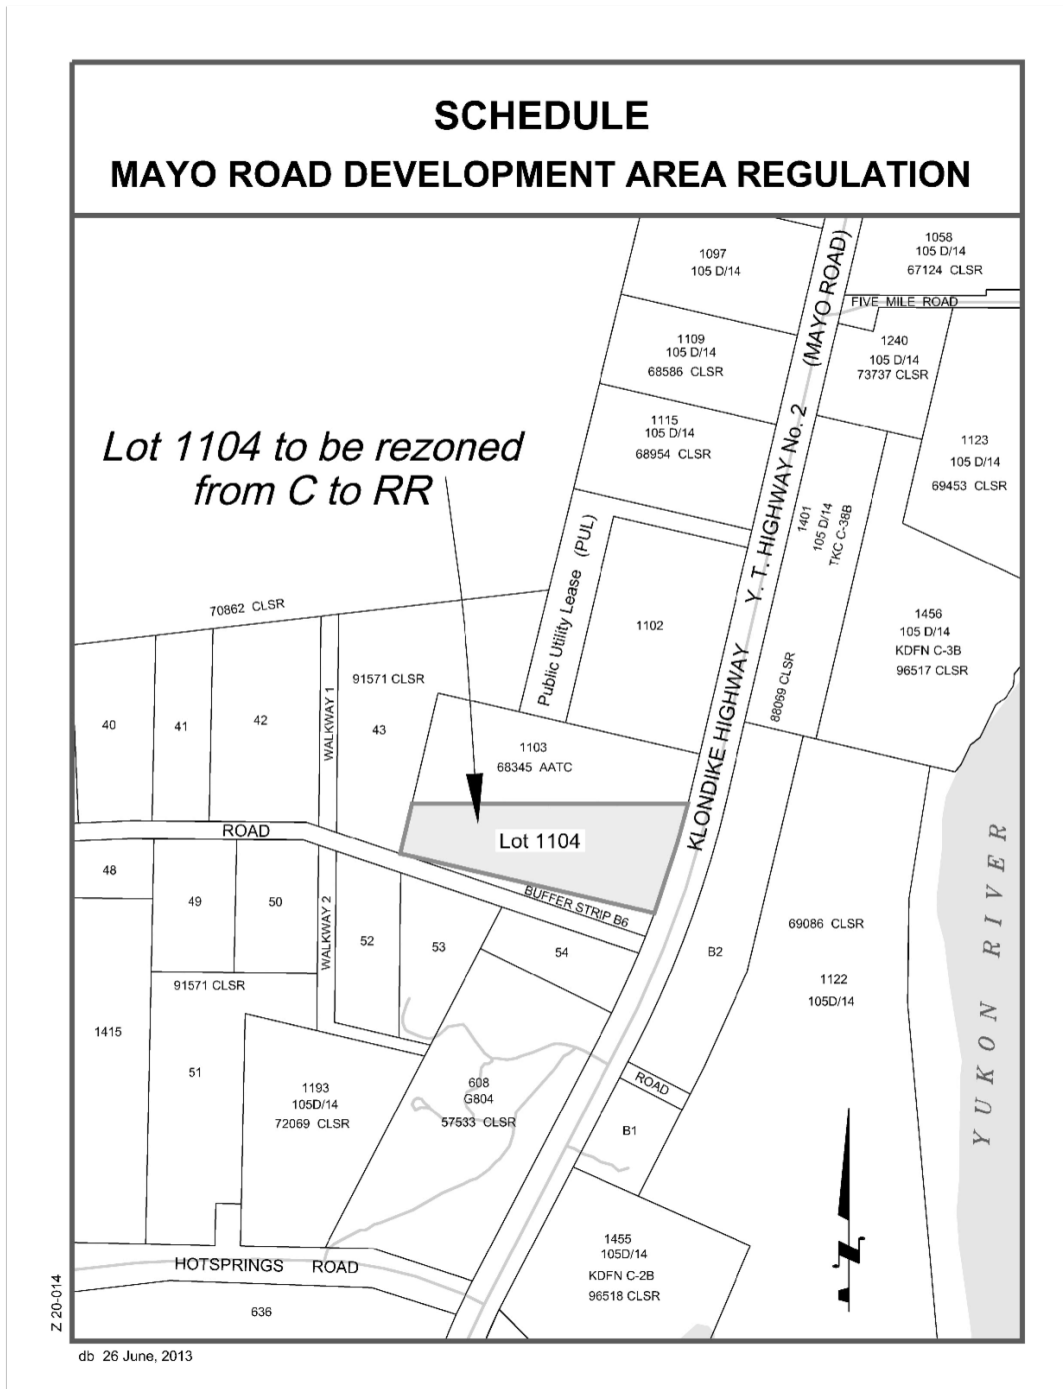 SCHEDULE
MAYO ROAD DEVELOPMENT AREA REGULATION
1097
105 D/14
(MAYO ROAD)
1058
105 D/14
67124 CLSR
FIVE MILE ROAD
1109
105 D/14
68586 CLSR
1240
105 D/14
73737 CLSR
1115
105 D/14
68954 CLSR
Lot 1104 to be rezoned
from C to RR
Y. T. HIGHWAY No. 2
1123
105 D/14
69453 CLSR
1401
105 D/14
TKC C-38B
Public Utility Lease (PUL)
70862 CLSR
1102
1456
105 D/14
KDFN C-3B
96517 CLSR
88069 CLSR
KLONDIKE HIGHWAY
40
41
42
WALKWAY 1
91571 CLSR
43
1103
68345 AATC
ROAD
Lot 1104
YUKON RIVER
48
49
50
WALKWAY 2
52
53
BUFFER STRIP B6
54
B2
69086 CLSR
1122
105D/14
91571 CLSR
1415
51
1193
105D/14
72069 CLSR
608
G804
57533 CLSR
ROAD
B1
1455
105D/14
KDFN C-2B
96518 CLSR
HOTSPRINGS ROAD
636
N
Z 20-014
db 26 June, 2013